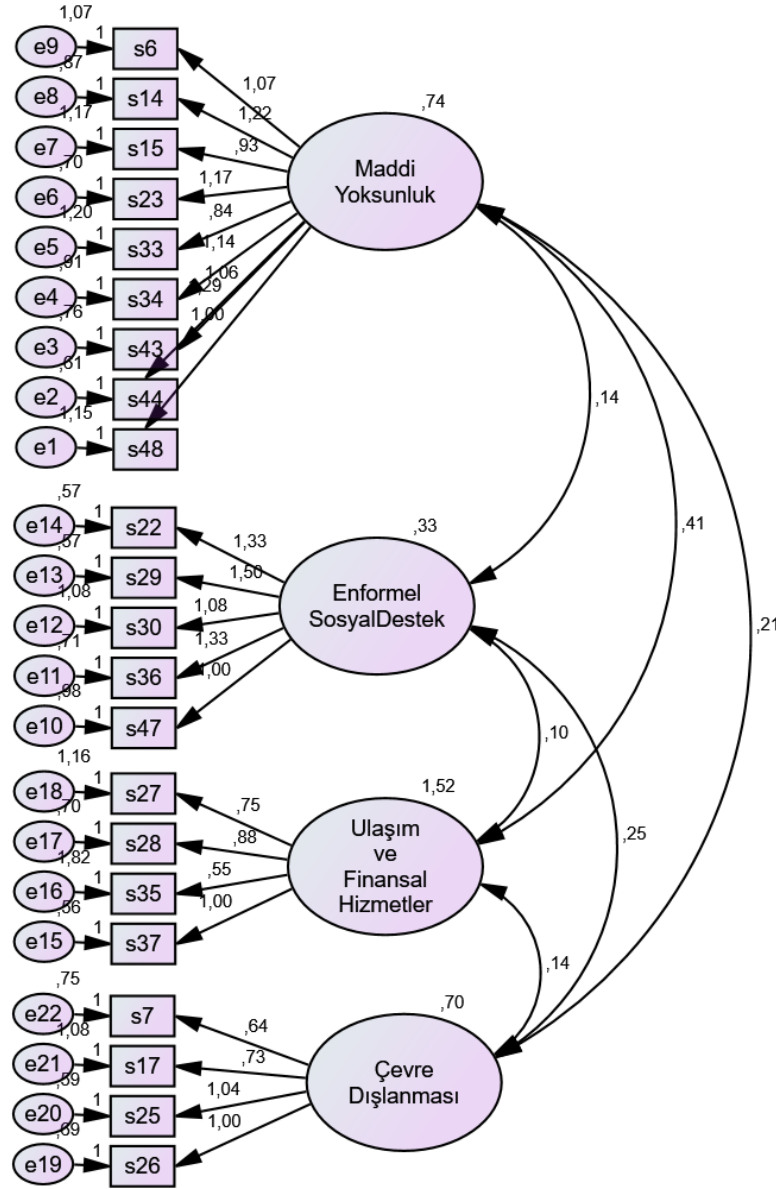 1,07
e9
1
s6
,87
e8
1
s14
1,17
e7
1
s15
,70
e6
1
s23
1,20
e5
1
s33
,91
e4
1
s34
,76
e3
1
s43
,61
e2
1
s44
1,15
e1
1
s48
1,07
1,22
,93
1,17
,84
1,14
1,06
,29
1,00
,74
Maddi
Yoksunluk
,57
e14
1
s22
,57
e13
1
s29
1,08
e12
1
s30
,71
e11
1
s36
,98
e10
1
s47
1,33
1,50
1,08
1,33
1,00
,33
Enformel
SosyalDestek
1,16
e18
1
s27
,70
e17
1
s28
1,82
e16
1
s35
,56
e15
1
s37
,75
,88
,55
1,00
1,52
Ulaşım
ve
Finansal
Hizmetler
,75
e22
1
s7
1,08
e21
1
s17
,59
e20
1
s25
,69
e19
1
s26
,64
,73
1,04
1,00
,70
Çevre
Dışlanması
,14
,41
,21
,10
,25
,14